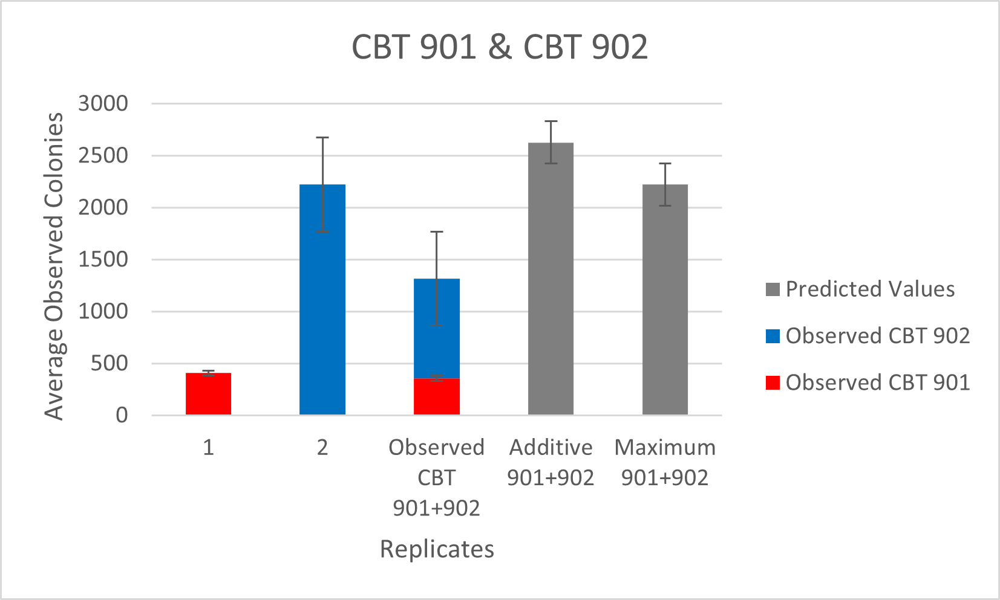 CBT 901 & CBT 902
Average Observed Colonies
3000
2500
2000
1500
1000
500
0
1
2
Observed
CBT
901+902
Additive
901+902
Maximum
901+902
Replicates
Predicted Values
Observed CBT 902
Observed CBT 901